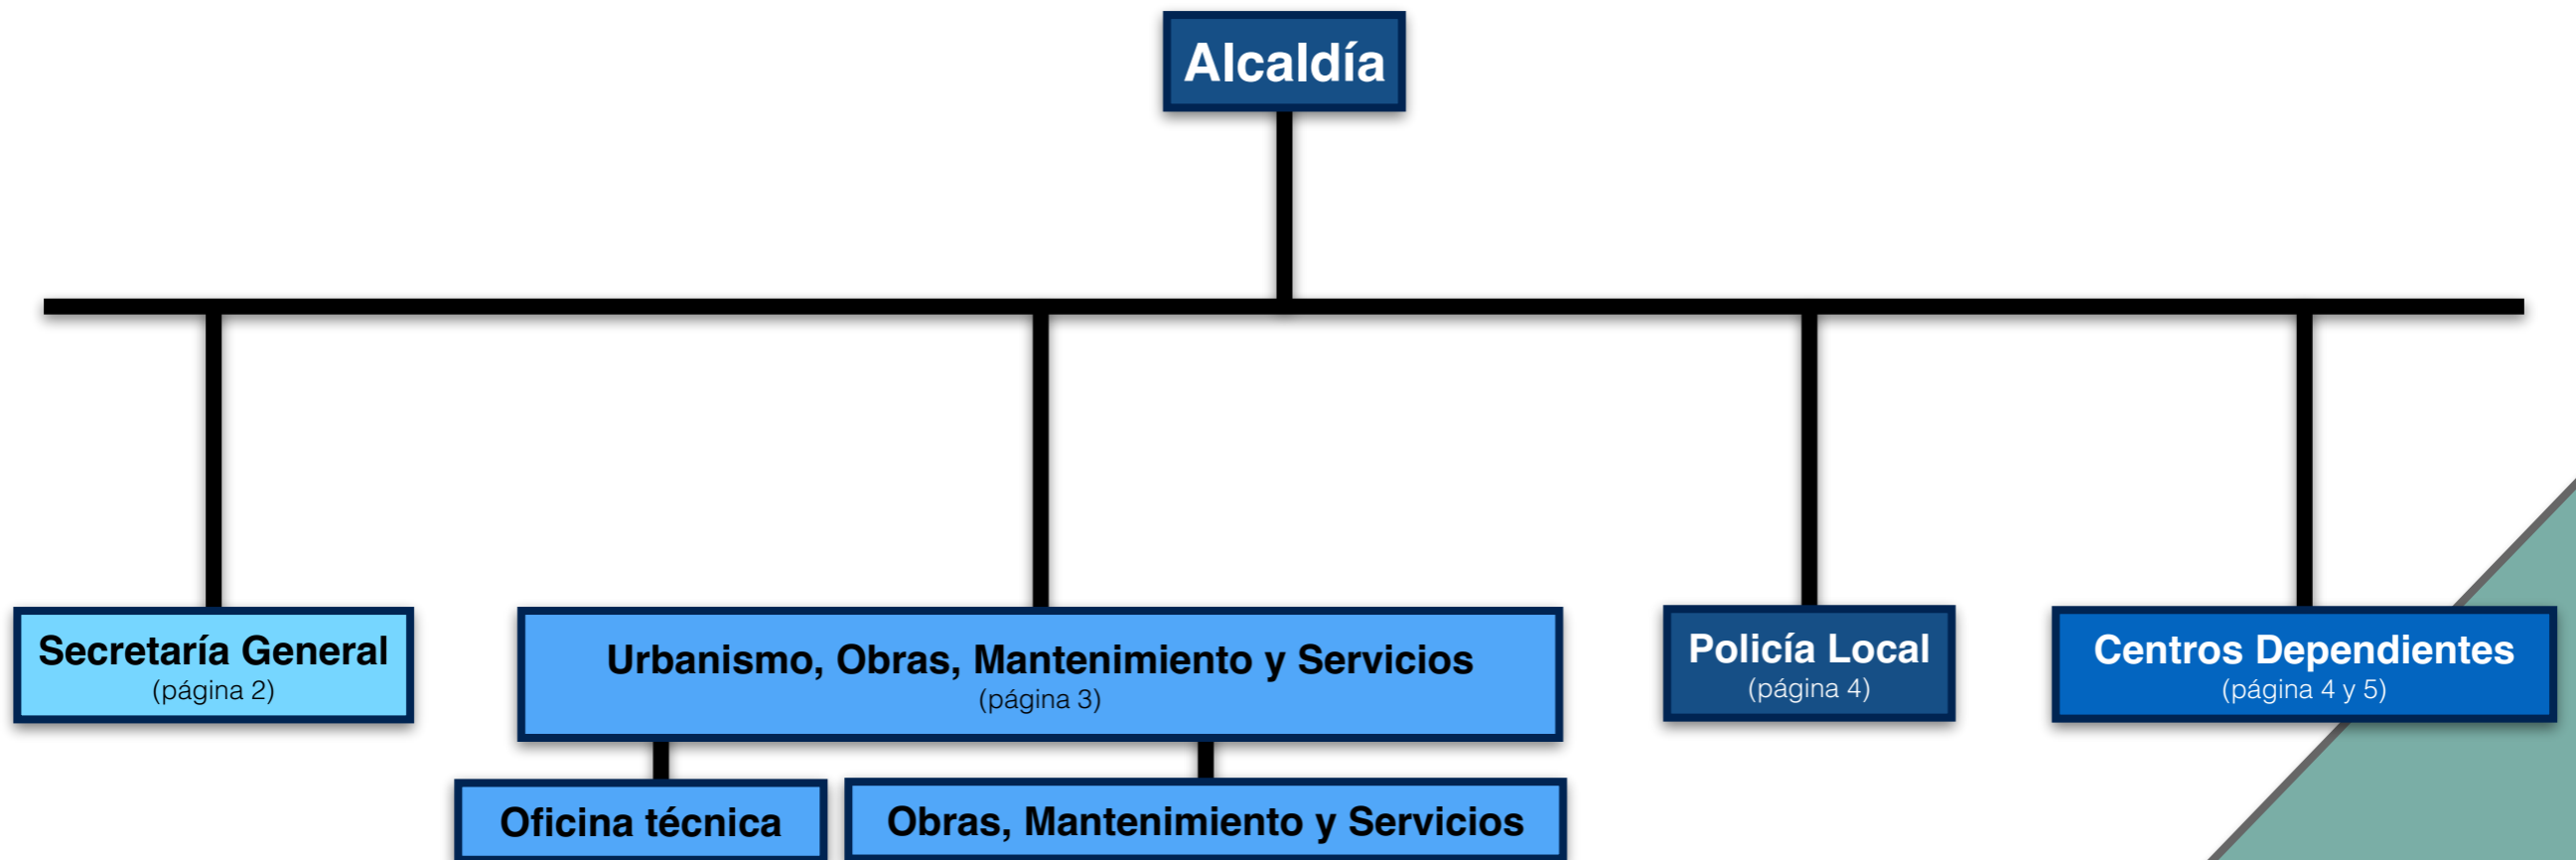 Alcaldía
Secretaría General
(página 2)
Urbanismo, Obras, Mantenimiento y Servicios
(página 3)
Policía Local
(página 4)
Centros Dependientes
(página 4 y 5)
Oficina técnica
Obras, Mantenimiento y Servicios